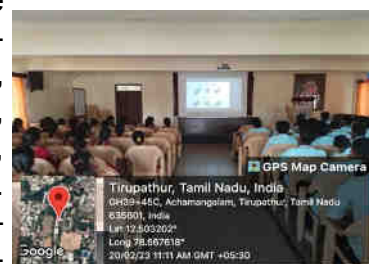 GPS Map Camera
Tirupathur, Tamil Nadu, India
GH39+45C, Achamangalam, Tirupathur, Tamil Nadu
635601, India
Lat 12.503202°
Long 78.667618°
20/02/23 11:11 AM GMT +05:30
Google